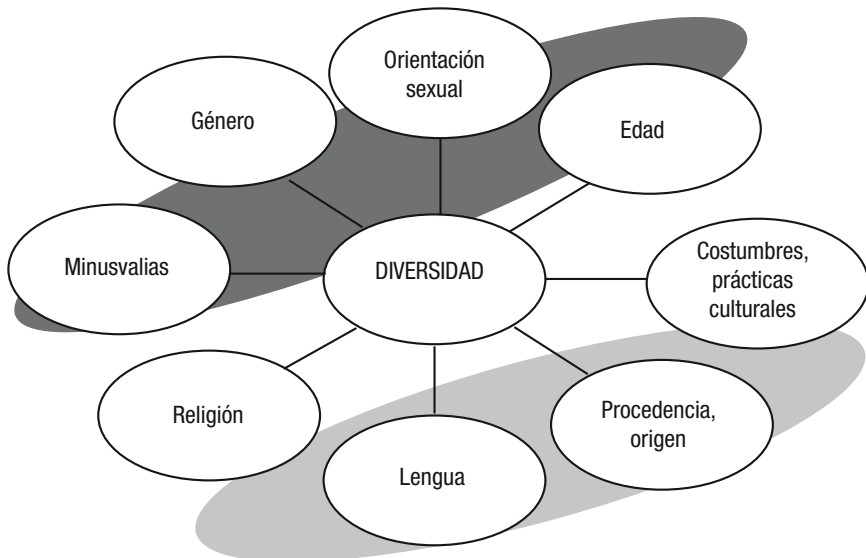 Orientación
sexual
Género
Edad
Minusvalias
DIVERSIDAD
Costumbres,
prácticas
culturales
Religión
Procedencia,
origen
Lengua